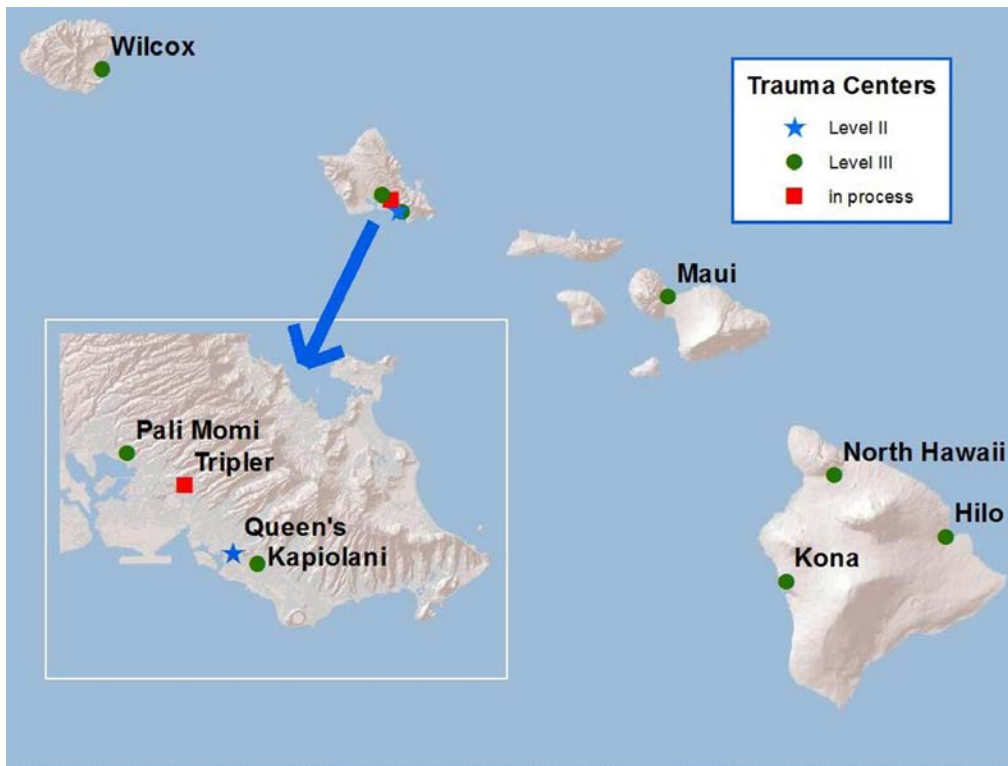 Wilcox
Trauma Centers
Level II
Level III
in process
Maui
Pali Momi
Tripler
Queen's
Kapiolani
North Hawaii
Hilo
Kona